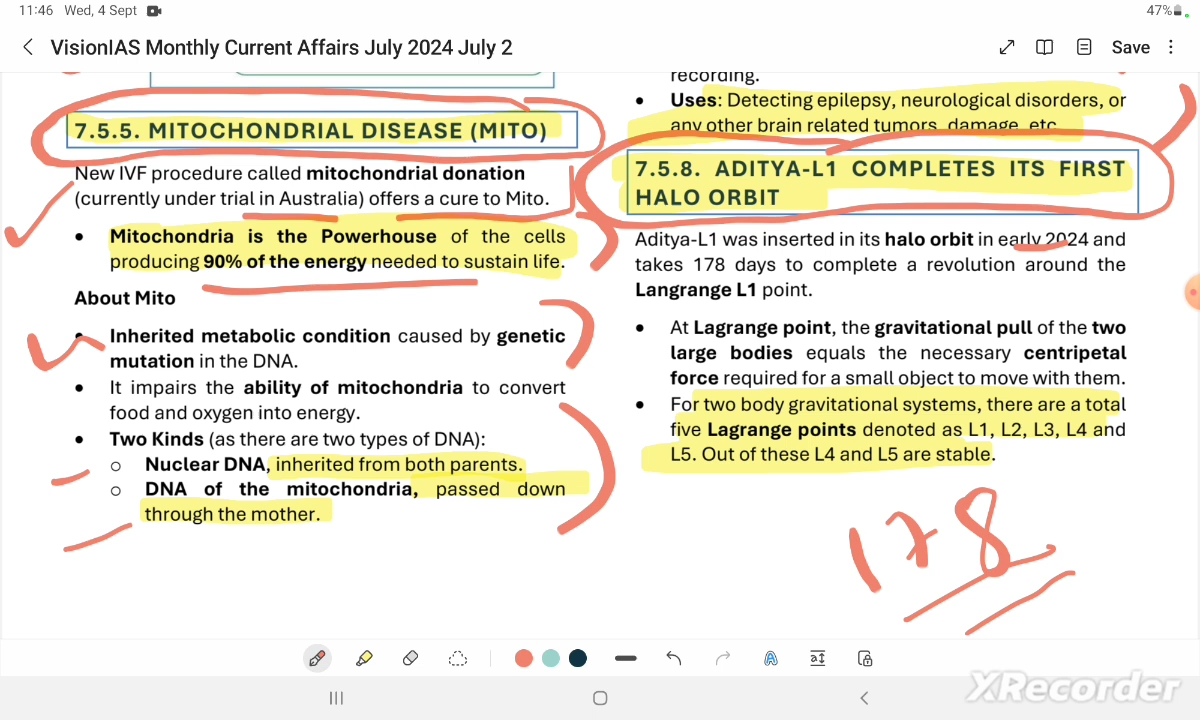 11:46 Wed, 4 Sept
47%
VisionIAS Monthly Current Affairs July 2024 July 2
Save
7.5.5. MITOCHONDRIAL DISEASE (MITO)
New IVF procedure called mitochondrial donation
(currently under trial in Australia) offers a cure to Mito.
• Mitochondria is the Powerhouse of the cells
producing 90% of the energy needed to sustain life.
About Mito
• Inherited metabolic condition caused by genetic
mutation in the DNA.
• It impairs the ability of mitochondria to convert
food and oxygen into energy.
• Two Kinds (as there are two types of DNA):
o Nuclear DNA, inherited from both parents.
o DNA of the mitochondria, passed down
through the mother.
recording.
• Uses: Detecting epilepsy, neurological disorders, or
any other brain related tumors, damage, etc
7.5.8. ADITYA-L1 COMPLETES ITS FIRST
HALO ORBIT
Aditya-L1 was inserted in its halo orbit in early 2024 and
takes 178 days to complete a revolution around the
Langrange L1 point.
• At Lagrange point, the gravitational pull of the two
large bodies equals the necessary centripetal
force required for a small object to move with them.
• For two body gravitational systems, there are a total
five Lagrange points denoted as L1, L2, L3, L4 and
L5. Out of these L4 and L5 are stable.
178
XRecorder